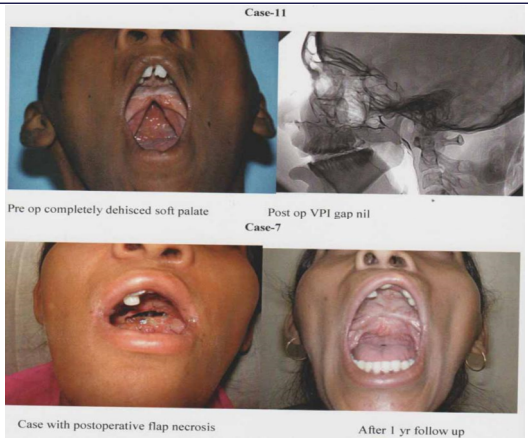 Case-11
Pre op completely dehisced soft palate
Post op VPI gap nil
Case-7
Case with postoperative flap necrosis
After 1 yr follow up